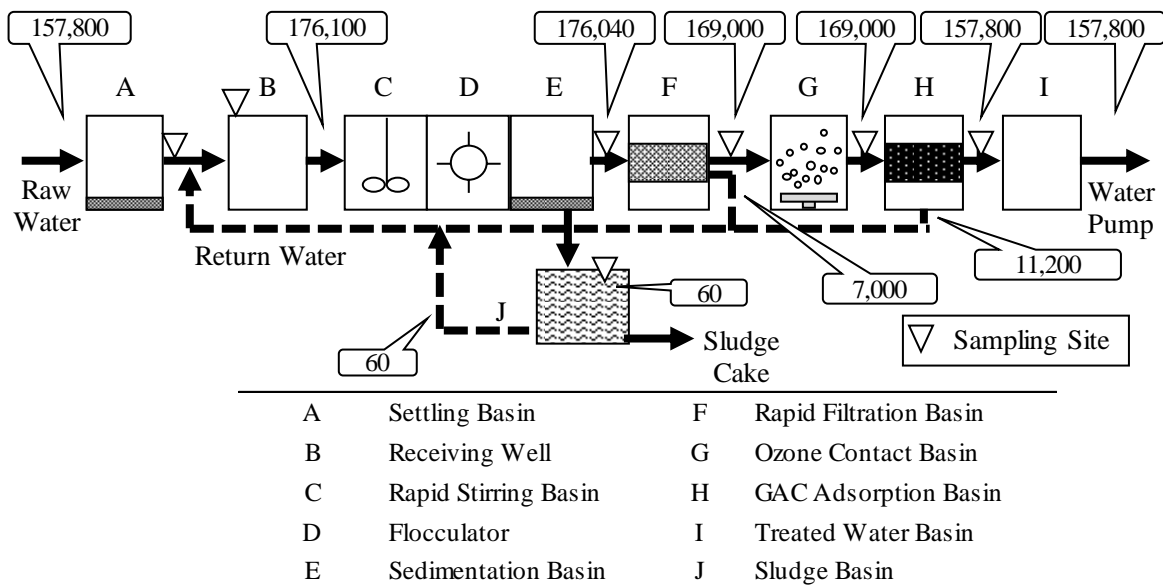 157,800
176,100
176,040
169,000
169,000
157,800
157,800
A
B
C
D
E
F
G
H
I
Raw
Water
Water
Pump
Return Water
11,200
7,000
60
J
60
Sludge
Cake
Sampling Site
A Settling Basin F Rapid Filtration Basin
B Receiving Well G Ozone Contact Basin
C Rapid Stirring Basin H GAC Adsorption Basin
D Flocculator I Treated Water Basin
E Sedimentation Basin J Sludge Basin